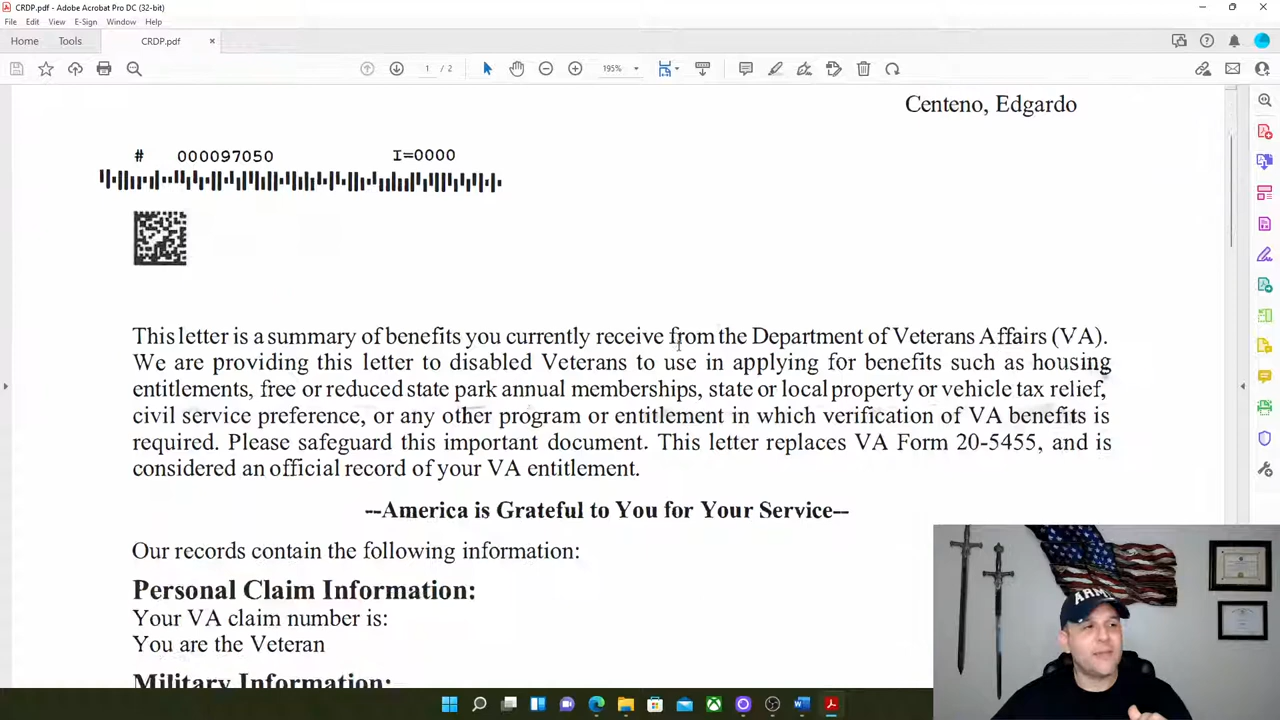 CRDP.pdf - Adobe Acrobat Pro DC (32-bit)
File Edit View E-Sign Window Help
Home Tools CRDP.pdf
1 / 2 195%
Centeno, Edgardo
# 000097050 I=0000
This letter is a summary of benefits you currently receive from the Department of Veterans Affairs (VA).
We are providing this letter to disabled Veterans to use in applying for benefits such as housing
entitlements, free or reduced state park annual memberships, state or local property or vehicle tax relief,
civil service preference, or any other program or entitlement in which verification of VA benefits is
required. Please safeguard this important document. This letter replaces VA Form 20-5455, and is
considered an official record of your VA entitlement.
--America is Grateful to You for Your Service--
Our records contain the following information:
Personal Claim Information:
Your VA claim number is:
You are the Veteran
Military Information:
ARMY